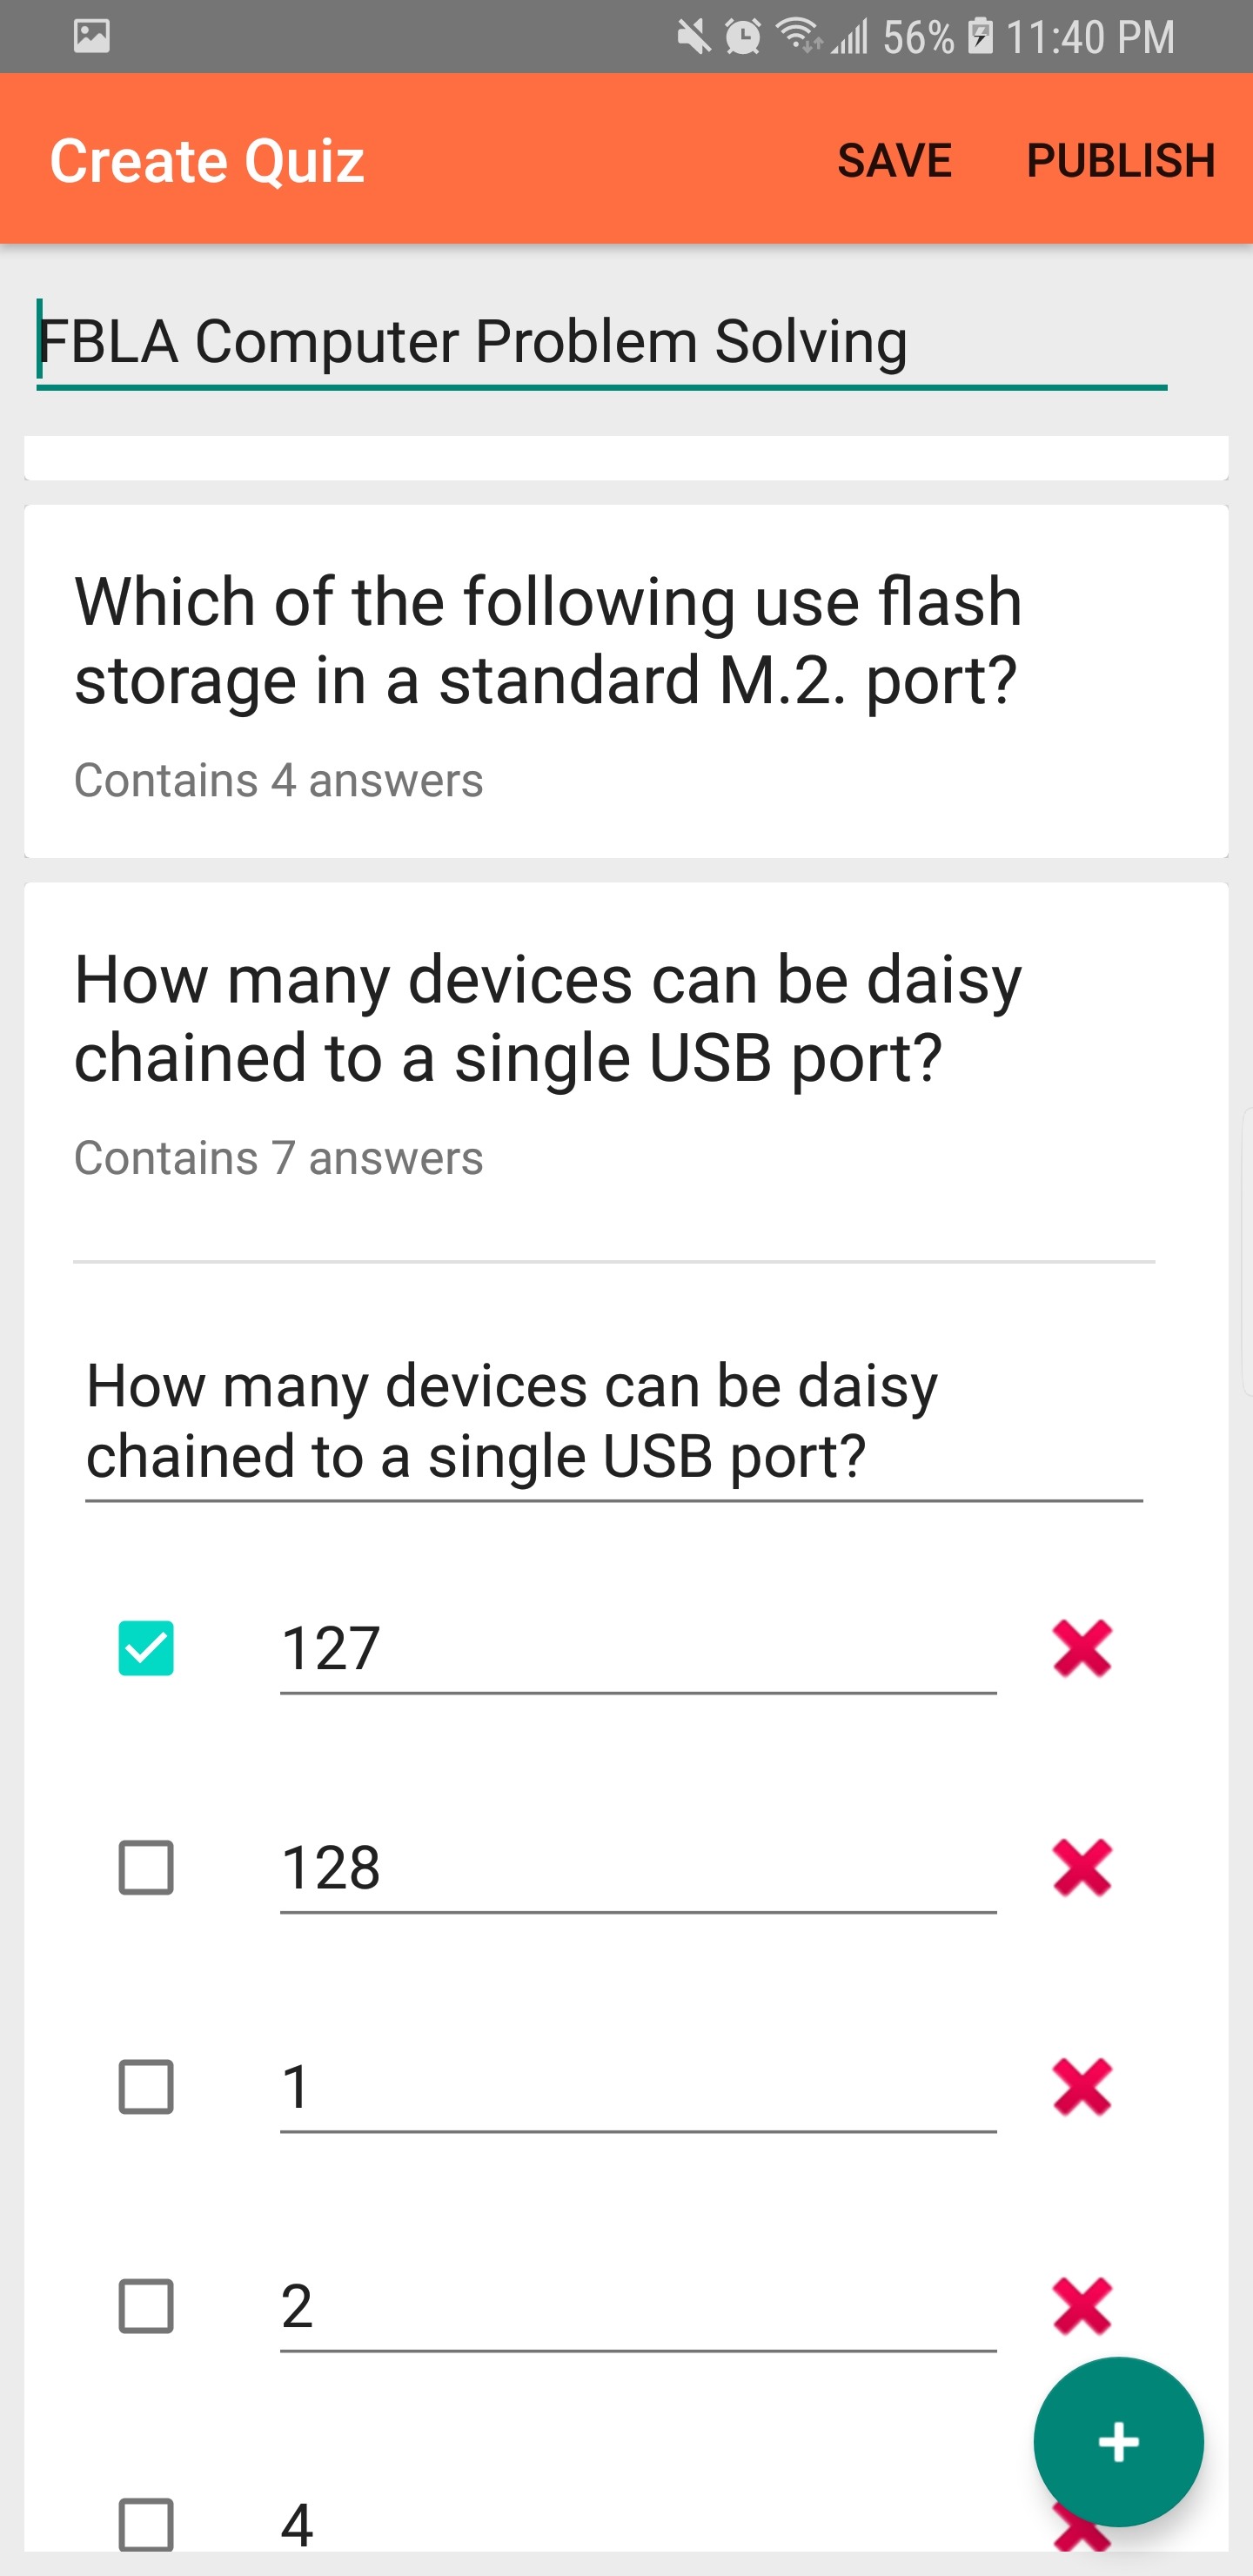 56% 11:40 PM
Create Quiz SAVE PUBLISH
FBLA Computer Problem Solving
Which of the following use flash
storage in a standard M.2. port?
Contains 4 answers
How many devices can be daisy
chained to a single USB port?
Contains 7 answers
How many devices can be daisy
chained to a single USB port?
127
128
1
2
4